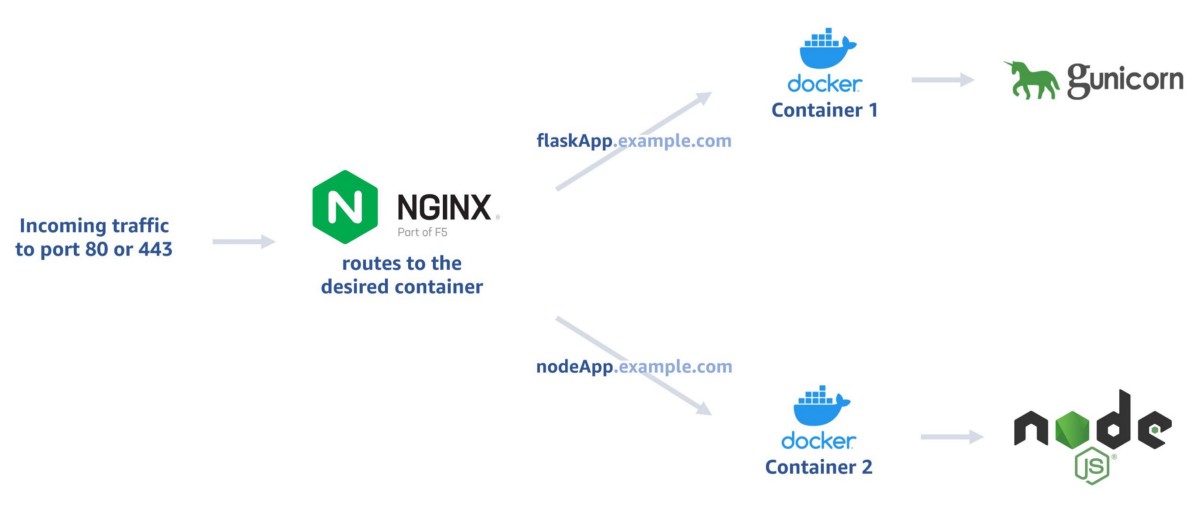 Incoming traffic
to port 80 or 443
NGINX®
Part of F5
routes to the
desired container
flaskApp.example.com
docker
Container 1
gunicorn
nodeApp.example.com
docker
Container 2
node
JS®